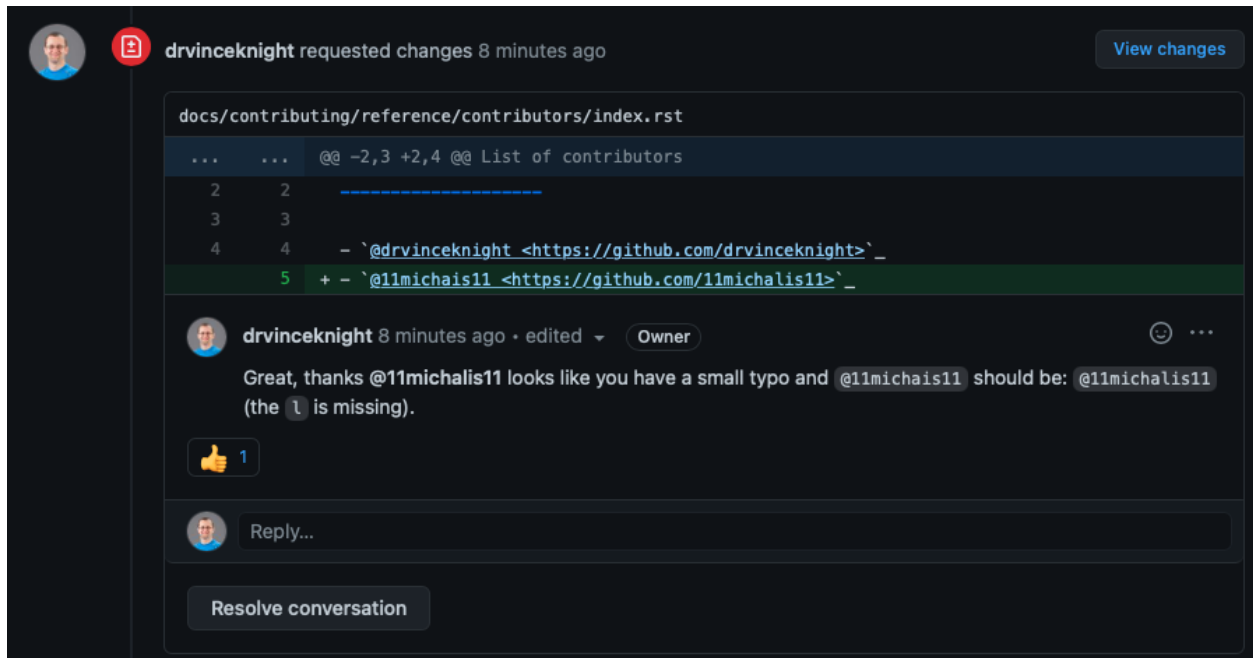 drvinceknight requested changes 8 minutes ago
View changes
docs/contributing/reference/contributors/index.rst
... ... @@ -2,3 +2,4 @@ List of contributors
2 2 --------------------
3 3
4 4 - `@drvinceknight <https://github.com/drvinceknight>`_
5 + - `@11michais11 <https://github.com/11michalis11>`_
drvinceknight 8 minutes ago • edited Owner
Great, thanks @11michalis11 looks like you have a small typo and @11michais11 should be: @11michalis11
(the l is missing).
👍 1
Reply...
Resolve conversation